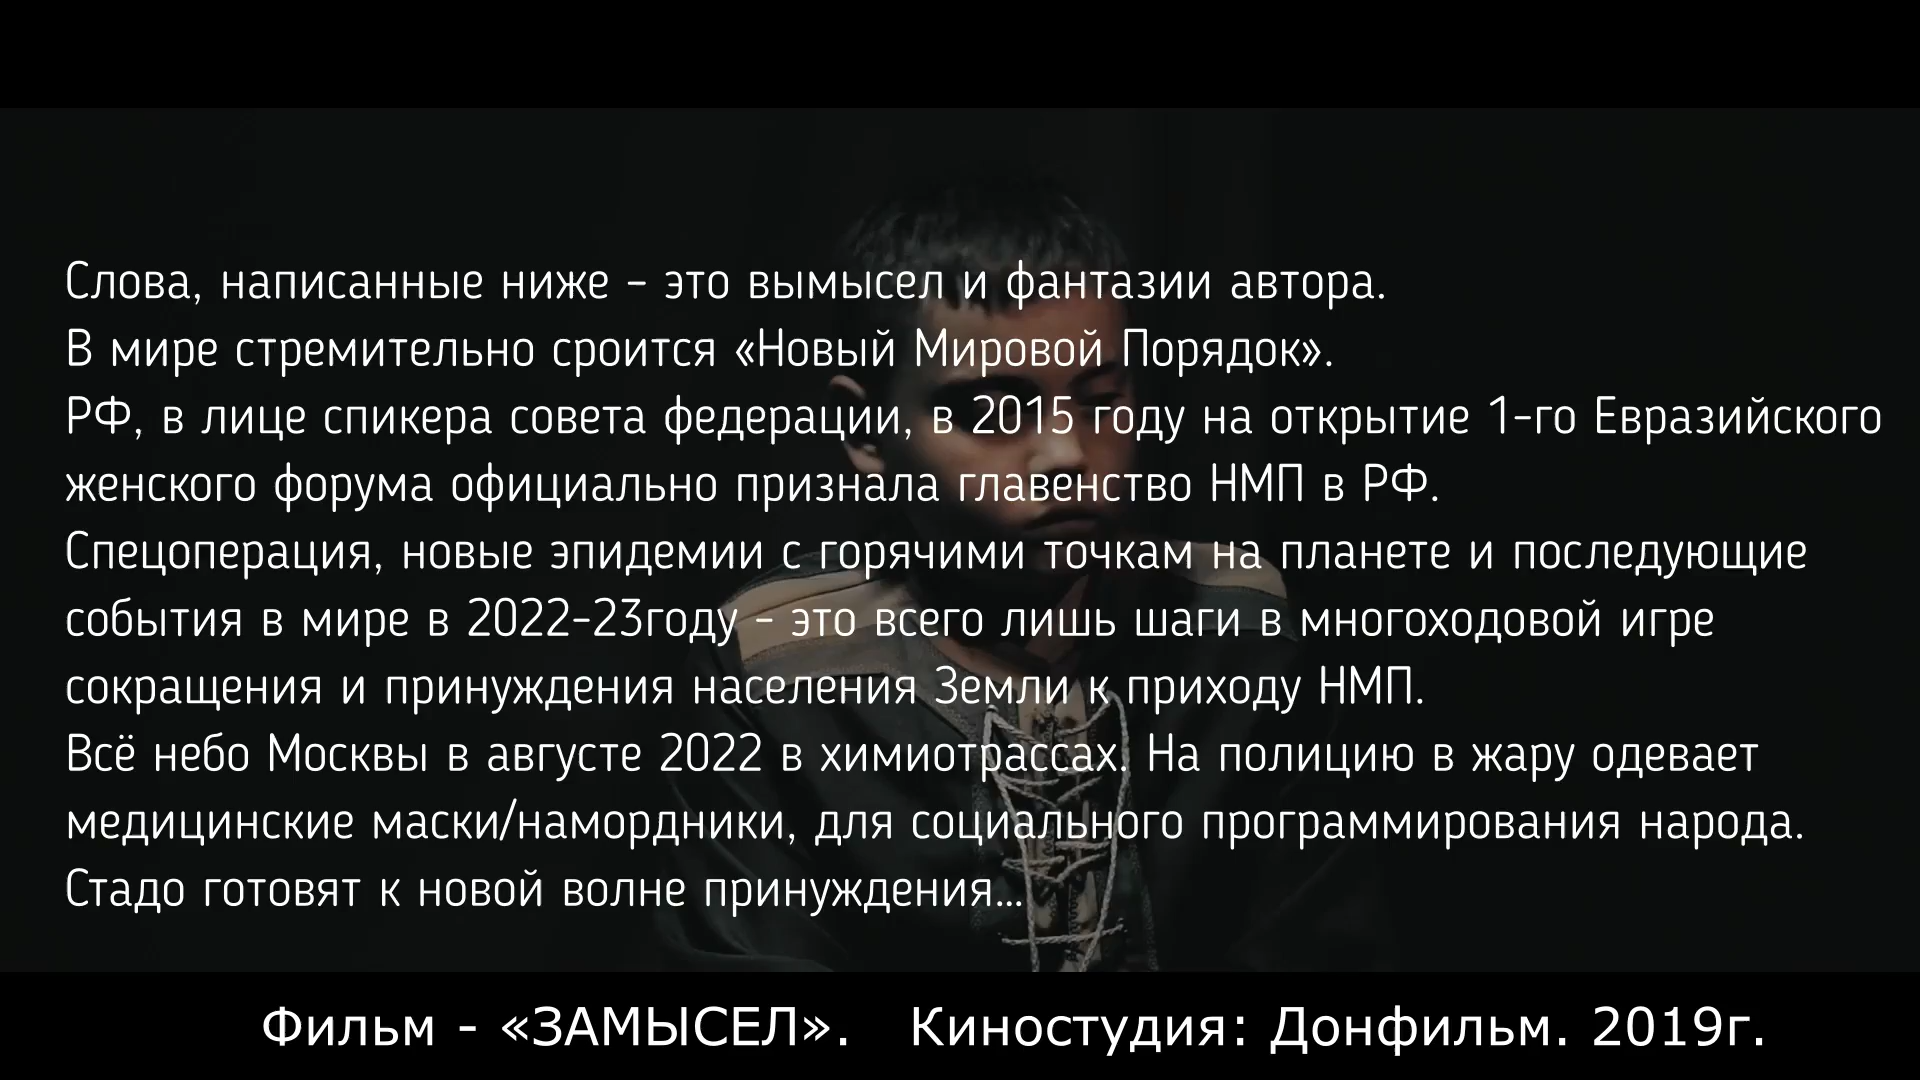 Слова, написанные ниже – это вымысел и фантазии автора.
В мире стремительно сроится «Новый Мировой Порядок».
РФ, в лице спикера совета федерации, в 2015 году на открытие 1-го Евразийского
женского форума официально признала главенство НМП в РФ.
Спецоперация, новые эпидемии с горячими точкам на планете и последующие
события в мире в 2022-23году - это всего лишь шаги в многоходовой игре
сокращения и принуждения населения Земли к приходу НМП.
Всё небо Москвы в августе 2022 в химиотрассах. На полицию в жару одевает
медицинские маски/намордники, для социального программирования народа.
Стадо готовят к новой волне принуждения...
Фильм - «ЗАМЫСЕЛ». Киностудия: Донфильм. 2019г.